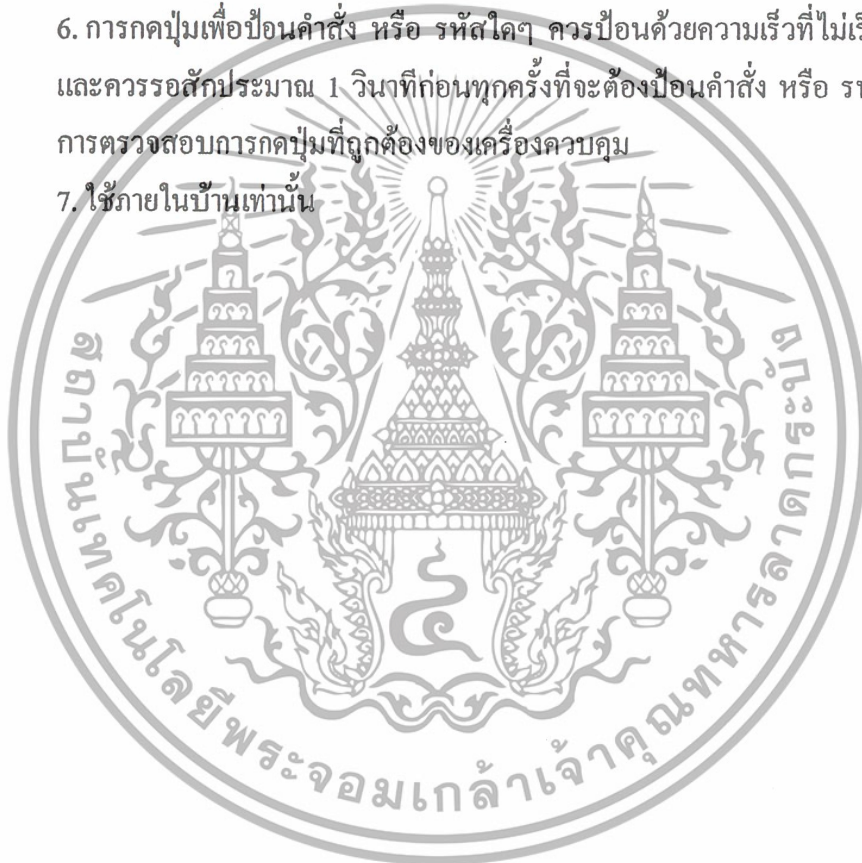 6. การกดปุ่มเพื่อป้อนคำสั่ง หรือ รหัสใดๆ ควรป้อนด้วยความเร็วที่ไม่เร็
และควรรอสักประมาณ 1 วินาทีก่อนทุกครั้งที่จะต้องป้อนคำสั่ง หรือ รห
การตรวจสอบการกดปุ่มที่ถูกต้องของเครื่องควบคุม
7. ใช้ภายในบ้านเท่านั้น
๔
สถาบันเทคโนโลยีพระจอมเกล้าเจ้าคุณทหารลาดกระบัง